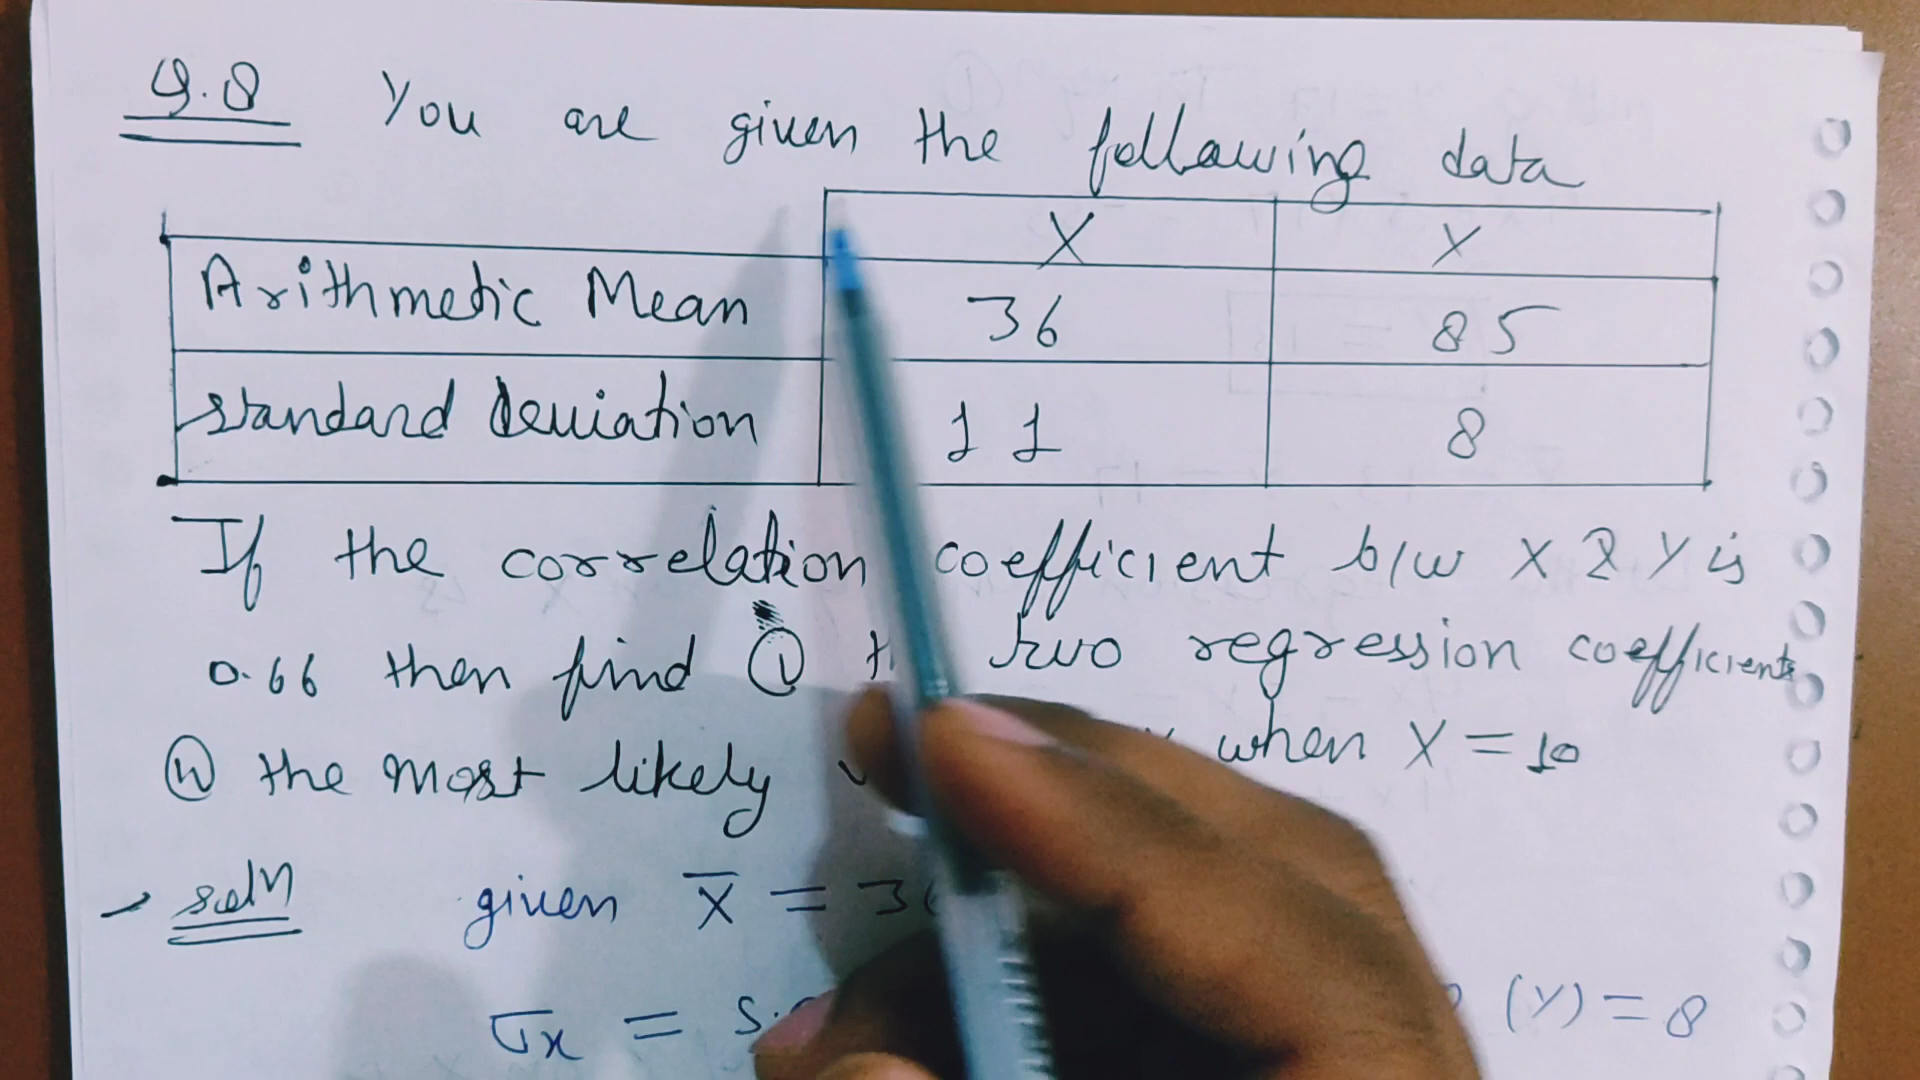 Q.8 You are given the following data
X Y
Arithmetic Mean 36 85
standard deviation 11 8
If the correlation coefficient b/w X & Y is
0.66 then find (i) two regression coefficients
(ii) the most likely when X = 10
soln given X̄ = 36
σx = S. (Y) = 8